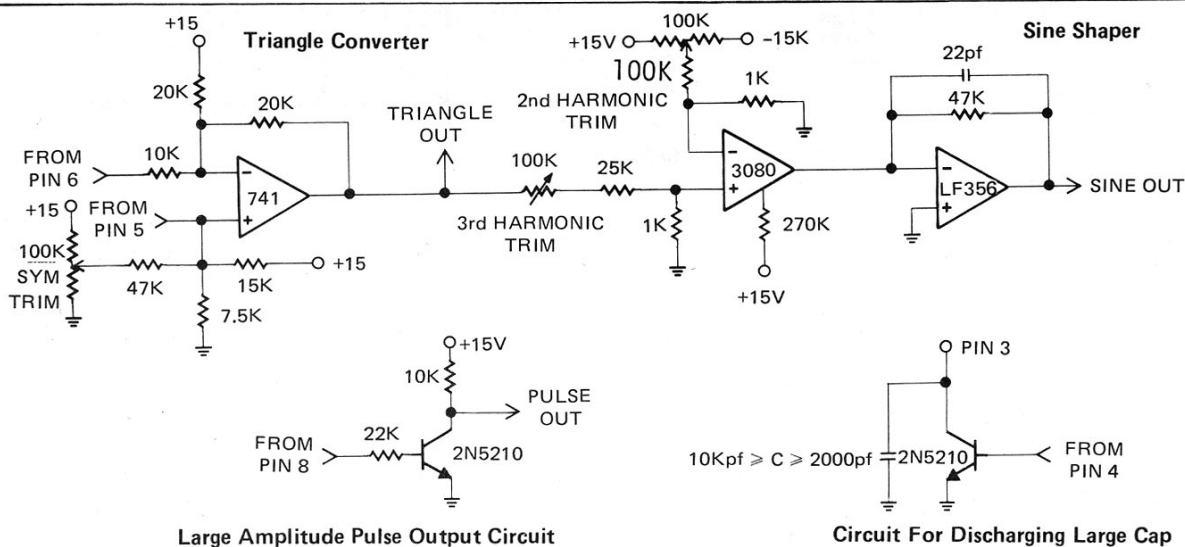 Triangle Converter
+15
20K
20K
FROM
PIN 6
10K
-
741
+
FROM
PIN 5
+15
100K
SYM
TRIM
47K
15K
+15
7.5K
TRIANGLE
OUT
100K
3rd HARMONIC
TRIM
25K
1K
Sine Shaper
100K
+15V
-15K
100K
2nd HARMONIC
TRIM
1K
-
3080
+
270K
+15V
22pf
47K
-
LF356
+
SINE OUT
+15V
10K
PULSE
OUT
FROM
PIN 8
22K
2N5210
Large Amplitude Pulse Output Circuit
PIN 3
10Kpf ⩾ C ⩾ 2000pf
2N5210
FROM
PIN 4
Circuit For Discharging Large Cap